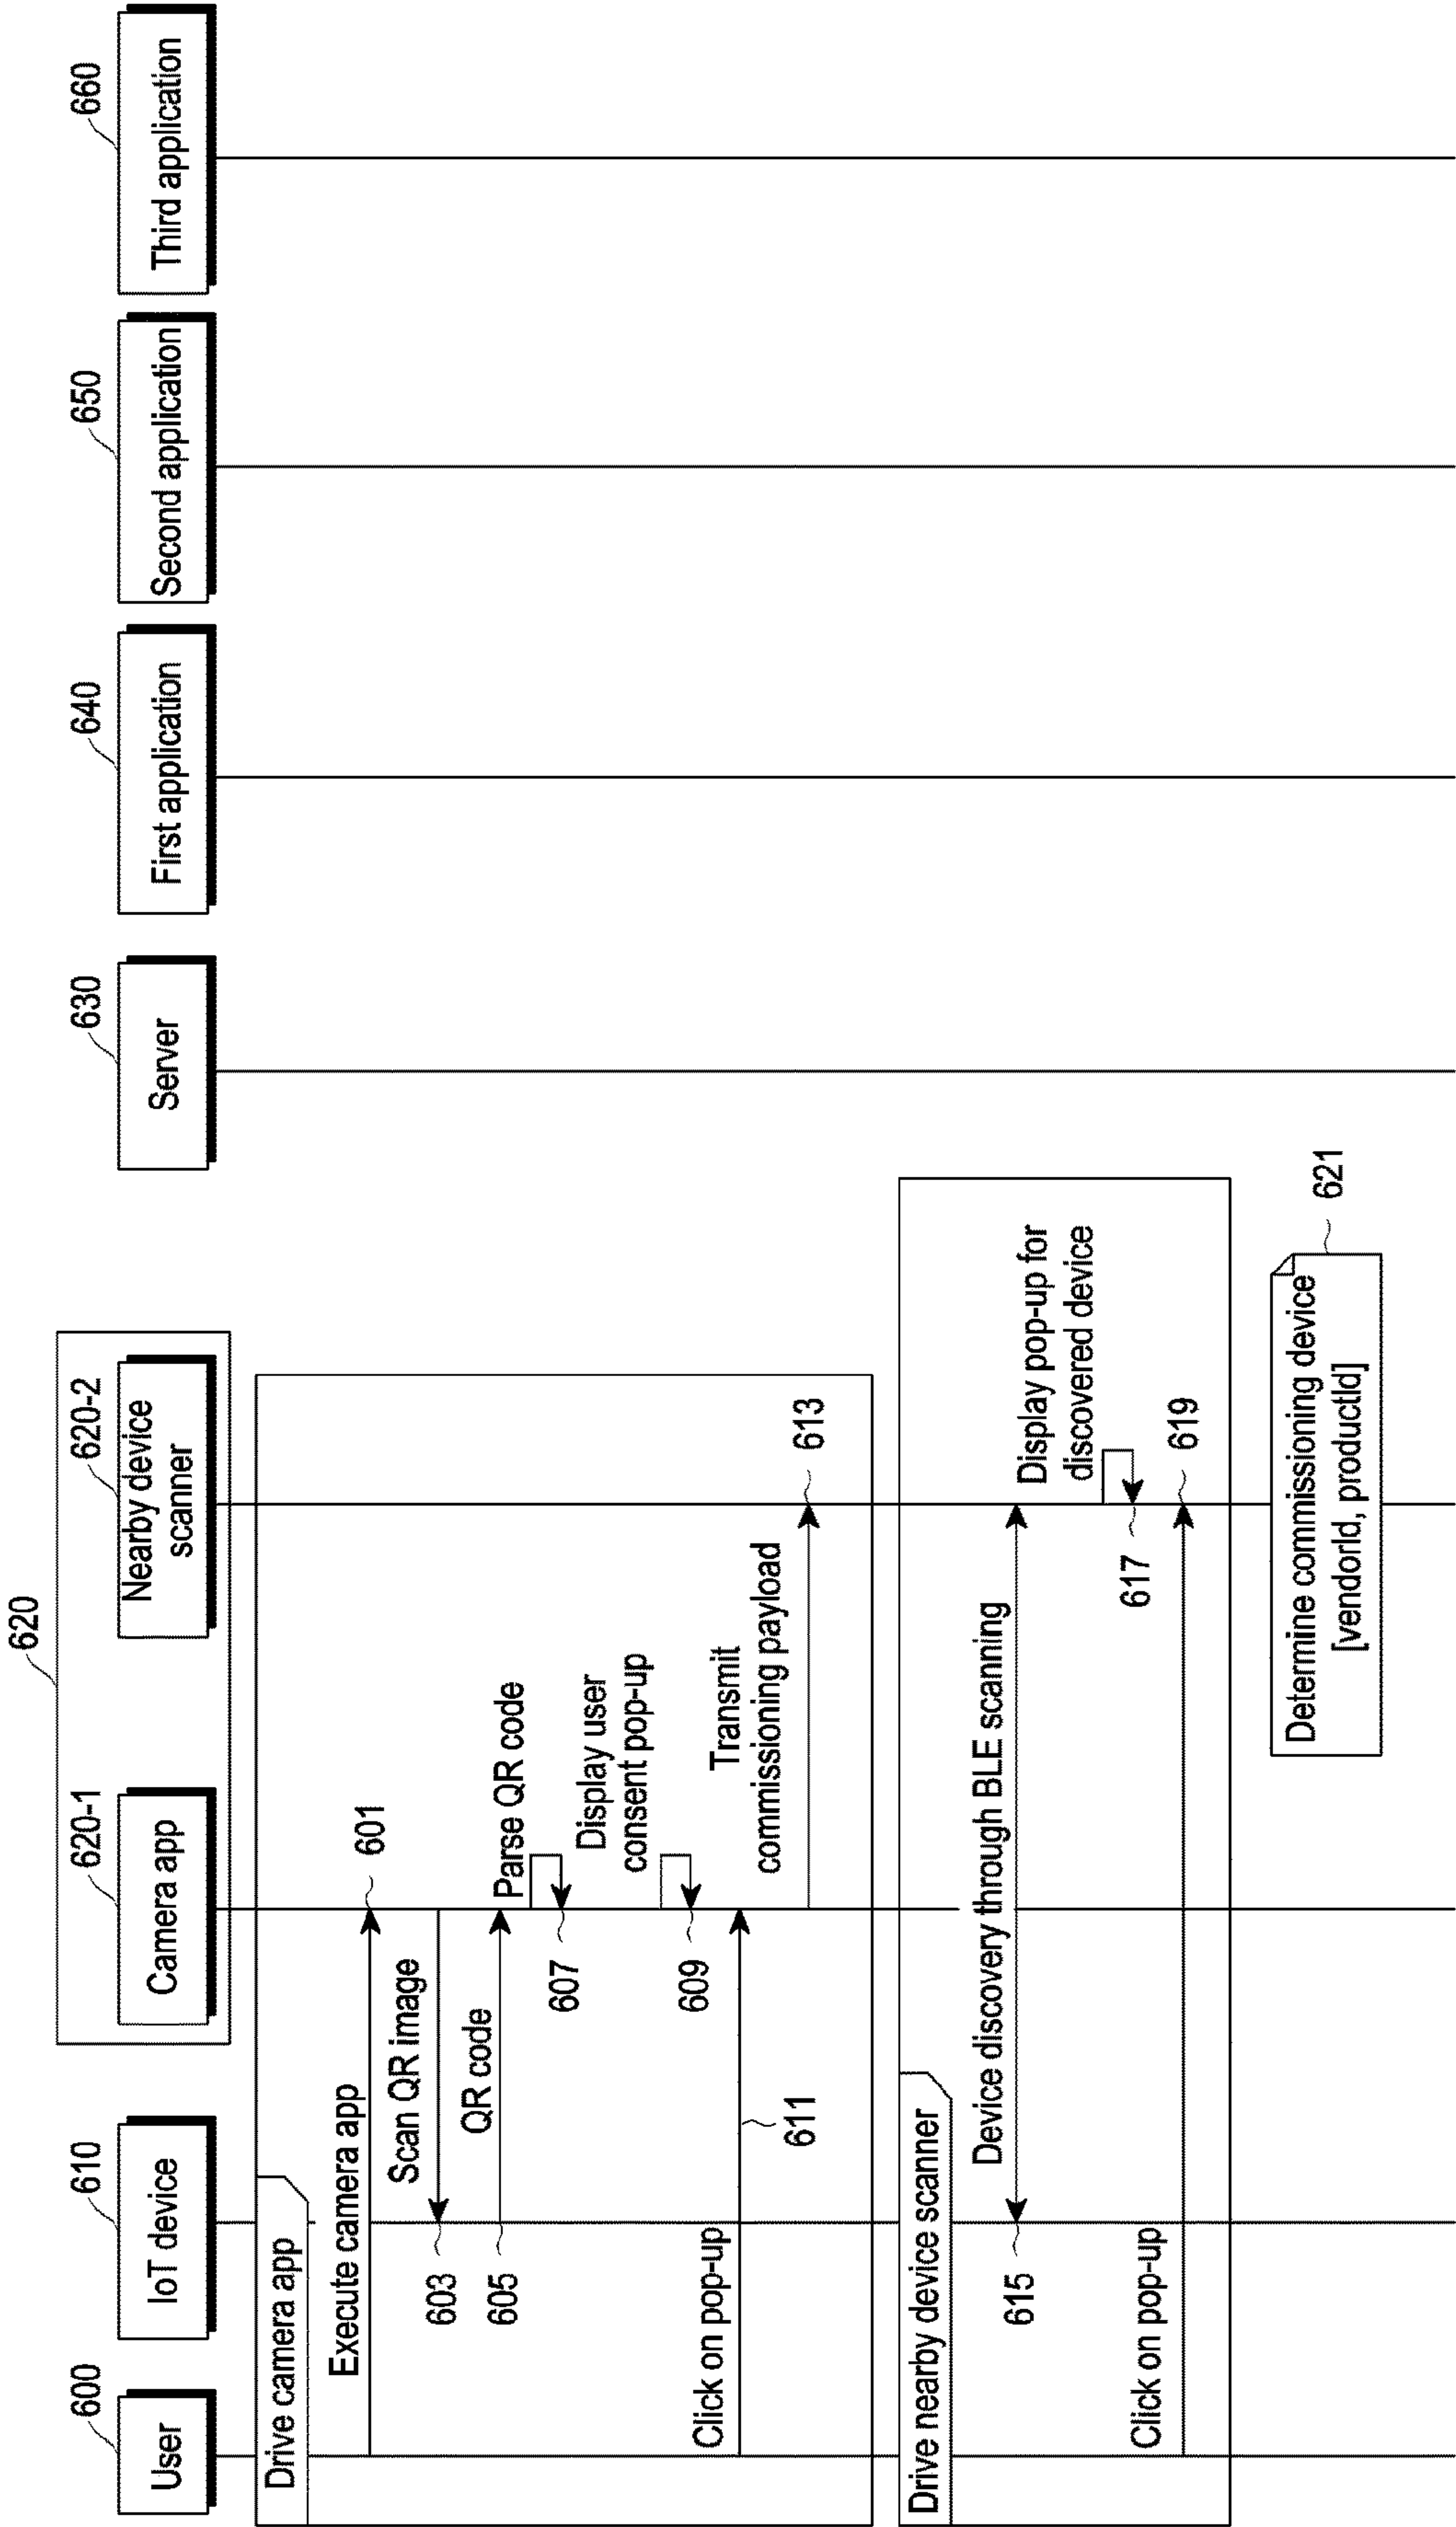 620
600
User
610
IoT device
620-1
Camera app
620-2
Nearby device
scanner
630
Server
640
First application
650
Second application
660
Third application
Drive camera app
Execute camera app
601
Scan QR image
603
QR code
605
Parse QR code
607
Display user
consent pop-up
609
Click on pop-up
611
Transmit
commissioning payload
613
Drive nearby device scanner
Device discovery through BLE scanning
615
Display pop-up for
discovered device
617
Click on pop-up
619
Determine commissioning device
[vendorId, productId]
621